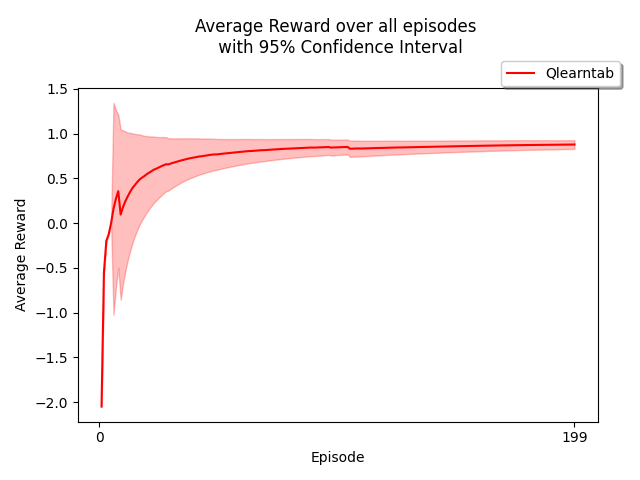 Average Reward over all episodes
with 95% Confidence Interval
Qlearntab
1.5
1.0
0.5
0.0
−0.5
−1.0
−1.5
−2.0
Average Reward
0
199
Episode